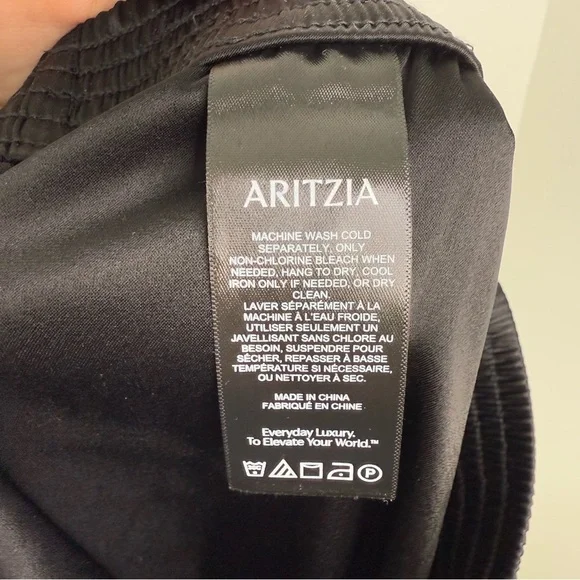 ARITZIA
MACHINE WASH COLD
SEPARATELY, ONLY
NON-CHLORINE BLEACH WHEN
NEEDED, HANG TO DRY, COOL
IRON ONLY IF NEEDED, OR DRY
CLEAN.
LAVER SÉPARÉMENT À LA
MACHINE À L'EAU FROIDE,
UTILISER SEULEMENT UN
JAVELLISANT SANS CHLORE AU
BESOIN, SUSPENDRE POUR
SÉCHER, REPASSER À BASSE
TEMPÉRATURE SI NÉCESSAIRE,
OU NETTOYER À SEC.
MADE IN CHINA
FABRIQUÉ EN CHINE
Everyday Luxury.
To Elevate Your World.™
P